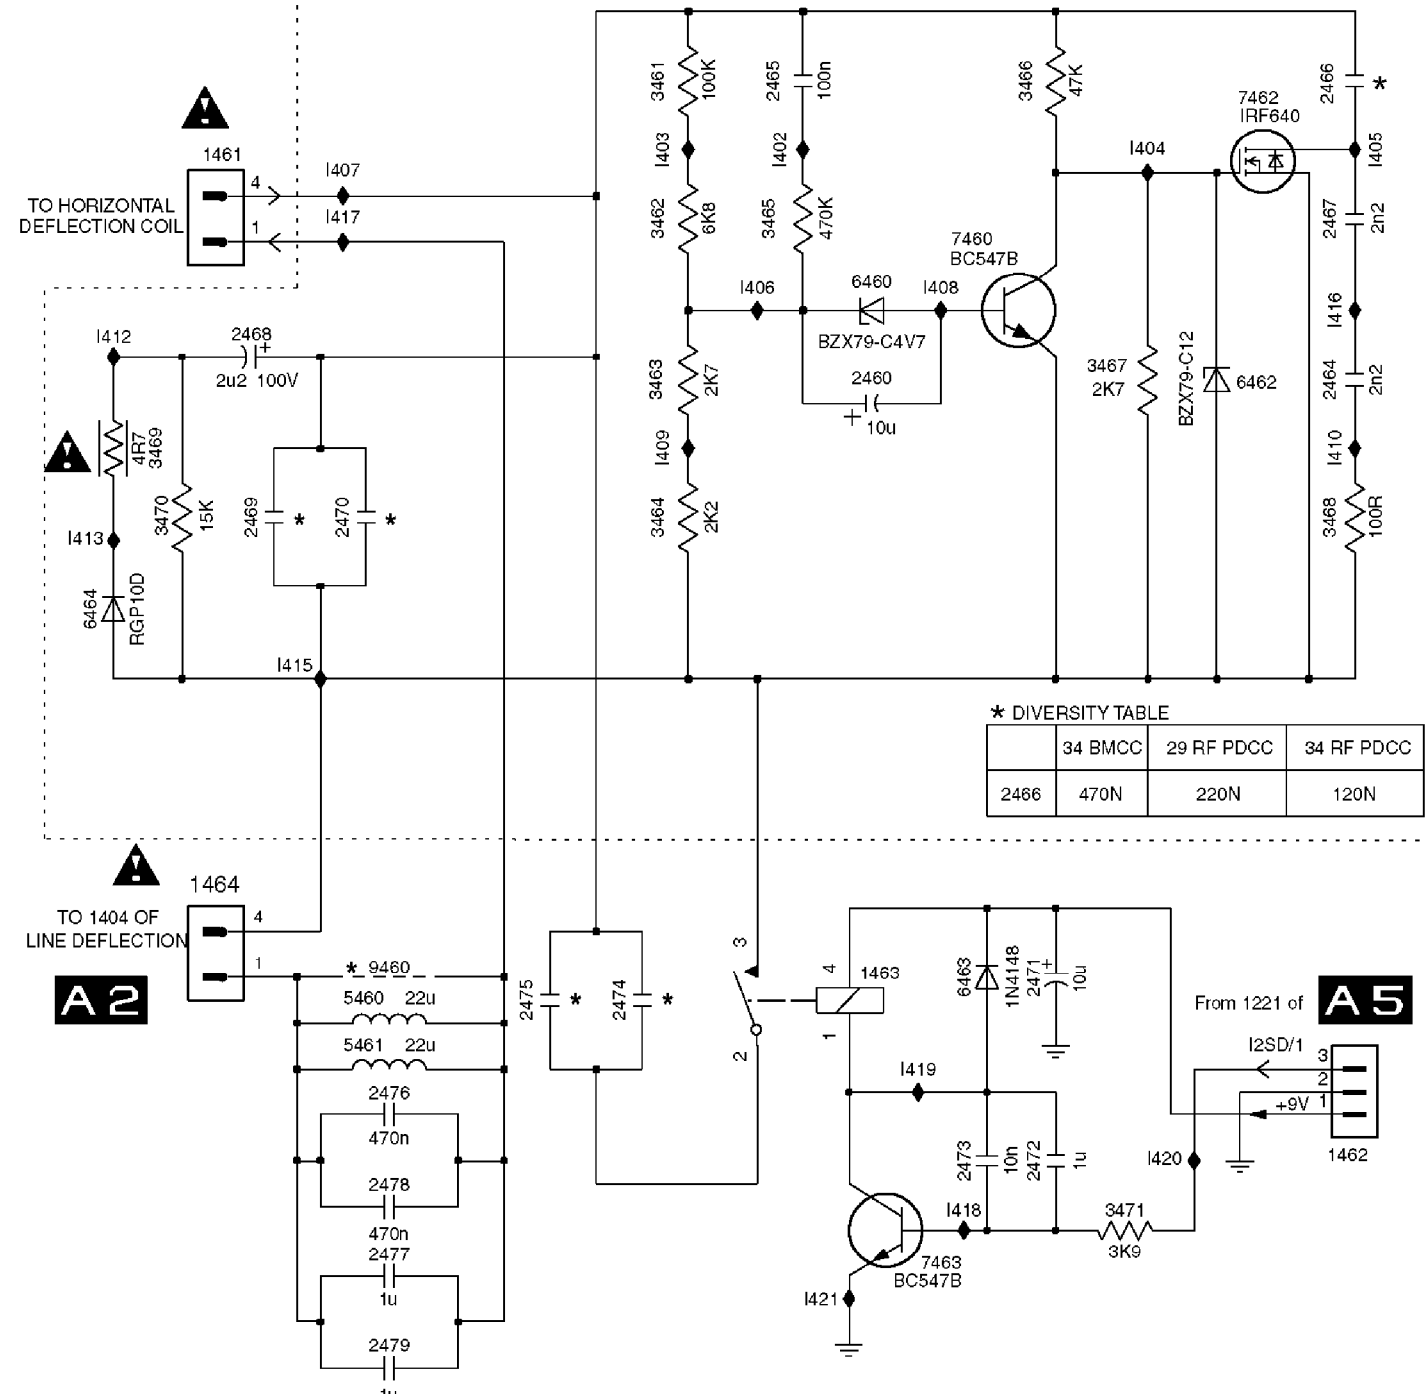 TO HORIZONTAL
DEFLECTION COIL
1461
4
1
I407
I417
3461
100K
I403
3462
6K8
2465
100n
I402
3465
470K
3466
47K
7462
IRF640
2466
*
I405
I404
2467
2n2
7460
BC547B
I406
6460
BZX79-C4V7
I408
2460
+
10u
I416
3463
2K7
I409
3464
2K2
3467
2K7
BZX79-C12
6462
2464
2n2
I410
3468
100R
I412
2468
+
2u2 100V
4R7
3469
3470
15K
2469
*
2470
*
I413
6464
RGP10D
I415
* DIVERSITY TABLE
34 BMCC
29 RF PDCC
34 RF PDCC
2466
470N
220N
120N
1464
TO 1404 OF
LINE DEFLECTION
4
1
A2
* 9460
5460 22u
5461 22u
2476
470n
2478
470n
2477
1u
2479
1u
2475
*
2474
*
3
2
4
1463
1
6463
1N4148
2471
+
10u
From 1221 of
A5
I2SD/1
3
2
+9V
1
1462
I419
2473
10n
2472
1u
I420
I418
3471
3K9
7463
BC547B
I421